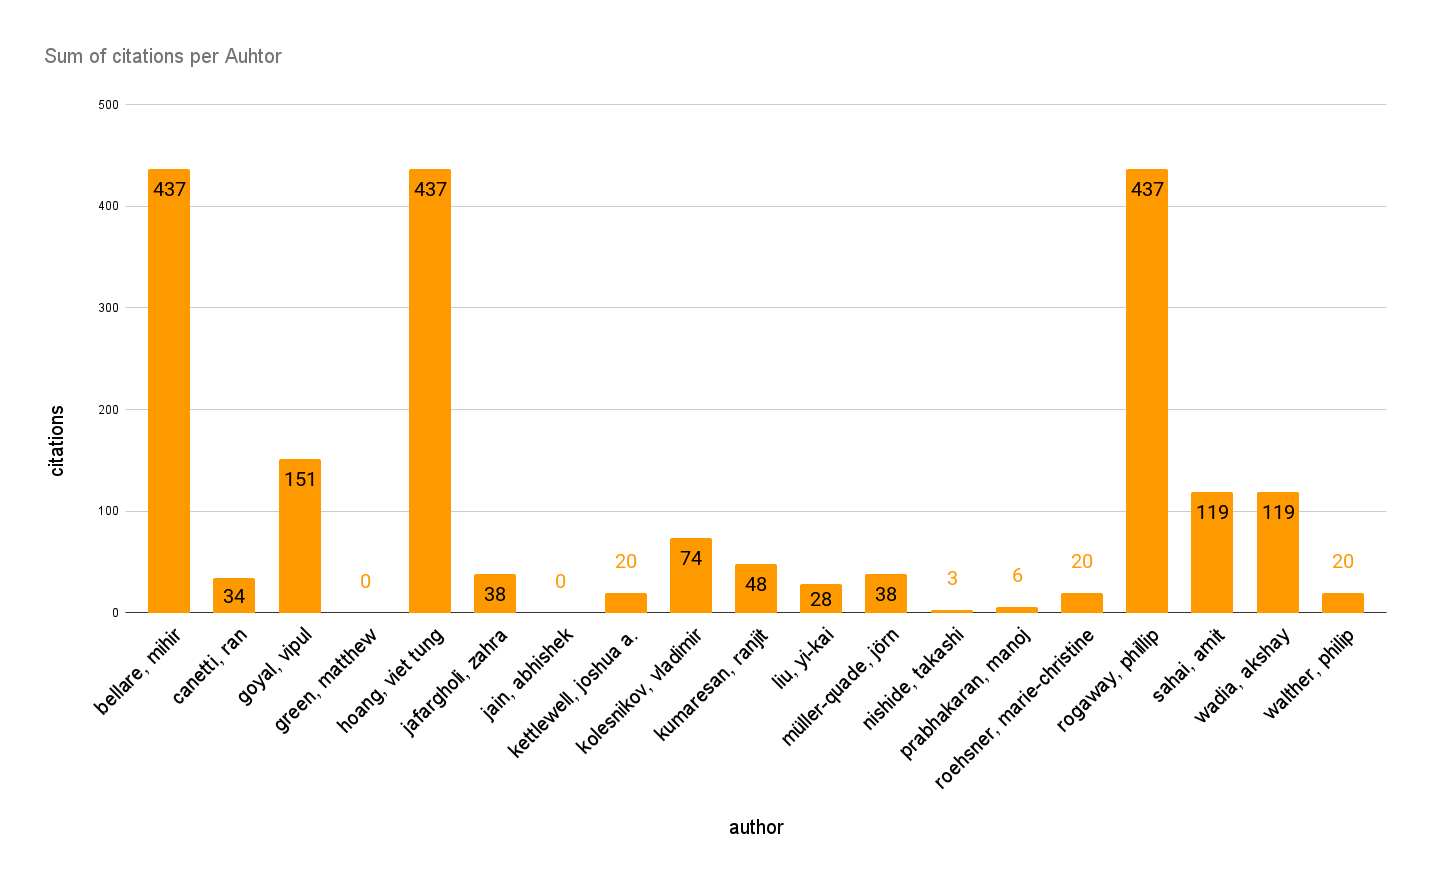 Sum of citations per Auhtor
500
400
300
200
100
0
citations
437
34
151
0
437
38
0
20
74
48
28
38
3
6
20
437
119
119
20
bellare, mihir
canetti, ran
goyal, vipul
green, matthew
hoang, viet tung
jafargholi, zahra
jain, abhishek
kettlewell, joshua a.
kolesnikov, vladimir
kumaresan, ranjit
liu, yi-kai
müller-quade, jörn
nishide, takashi
prabhakaran, manoj
roehsner, marie-christine
rogaway, phillip
sahai, amit
wadia, akshay
walther, philip
author